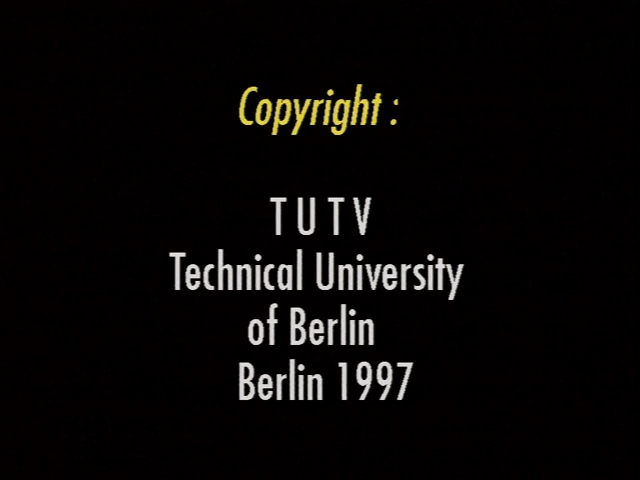 Copyright :
T U T V
Technical University
of Berlin
Berlin 1997